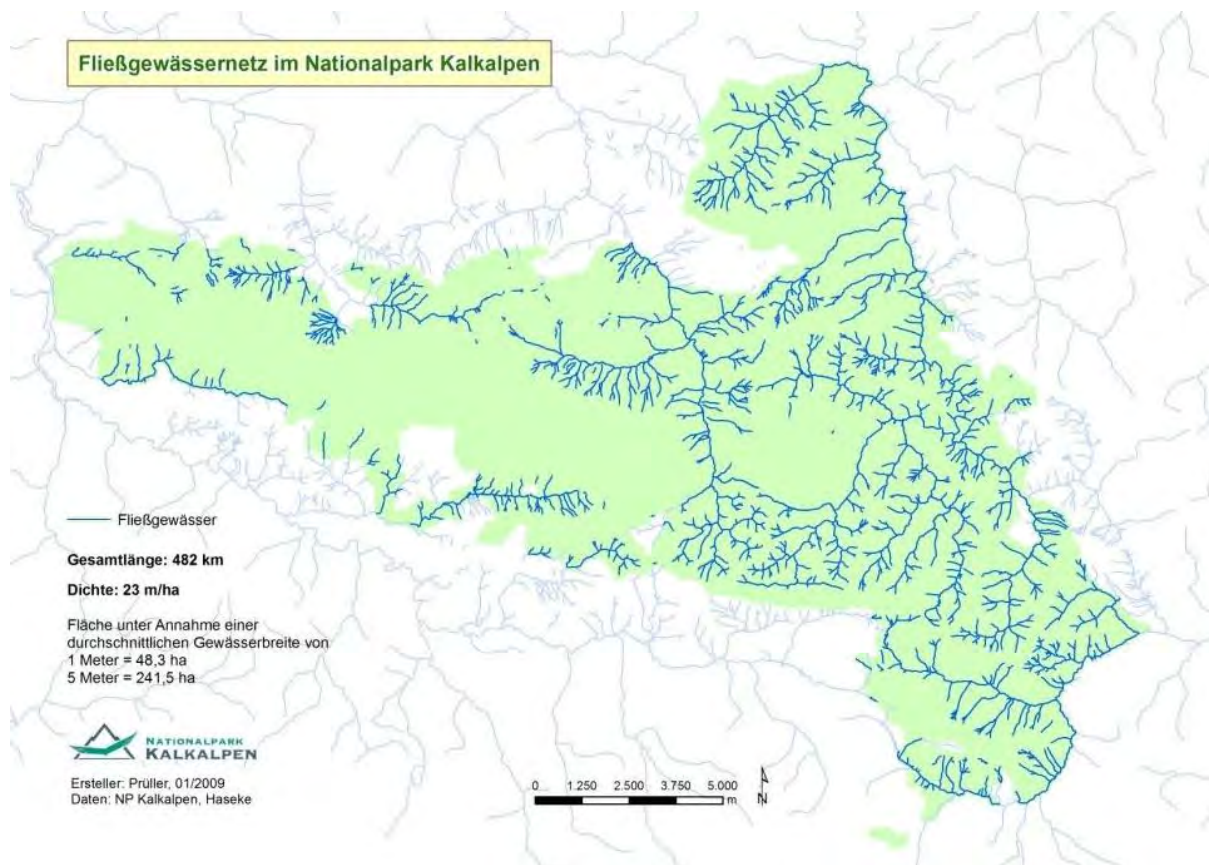 Fließgewässernetz im Nationalpark Kalkalpen
Fließgewässer
Gesamtlänge: 482 km
Dichte: 23 m/ha
Fläche unter Annahme einer
durchschnittlichen Gewässerbreite von
1 Meter = 48,3 ha
5 Meter = 241,5 ha
NATIONALPARK
KALKALPEN
Ersteller: Prüller, 01/2009
Daten: NP Kalkalpen, Haseke
0 1.250 2.500 3.750 5.000
m
N